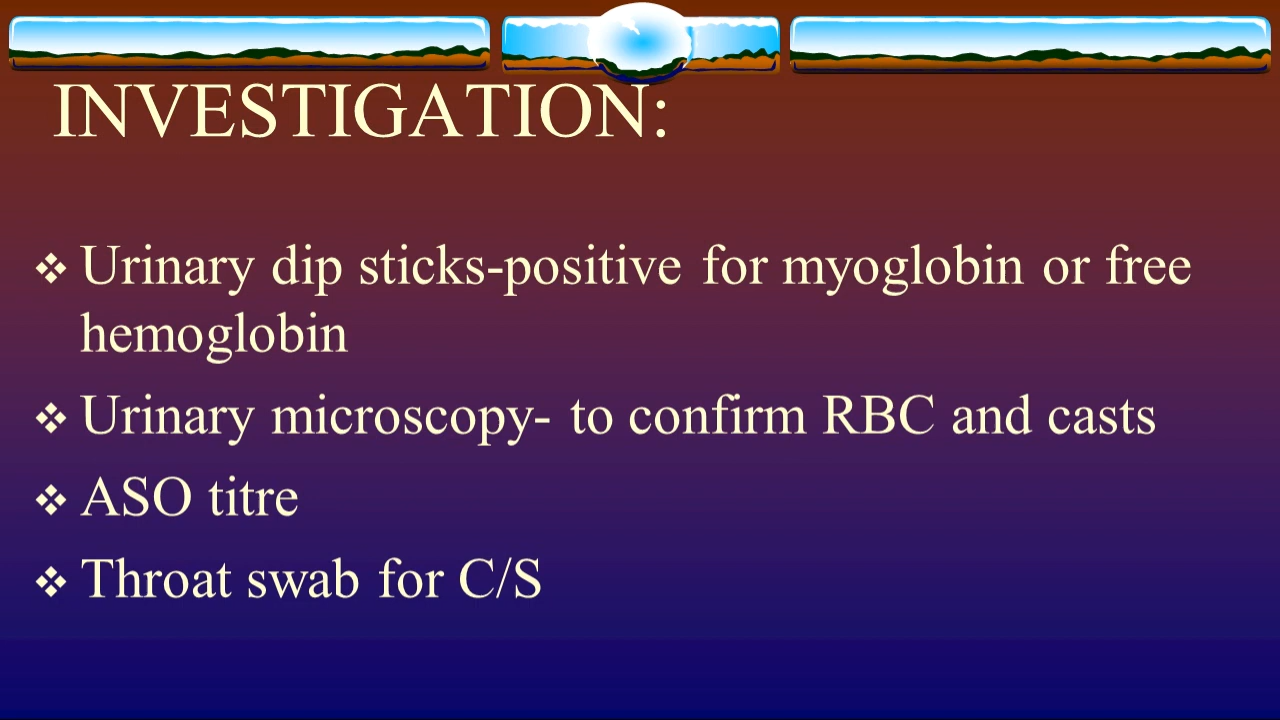 INVESTIGATION:
❖ Urinary dip sticks-positive for myoglobin or free
hemoglobin
❖ Urinary microscopy- to confirm RBC and casts
❖ ASO titre
❖ Throat swab for C/S